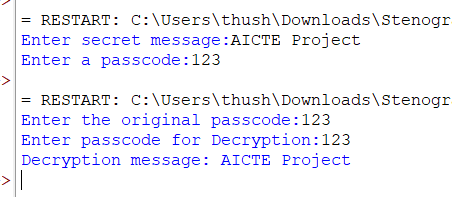 = RESTART: C:\Users\thush\Downloads\Stenogr
Enter secret message:AICTE Project
Enter a passcode:123
>
= RESTART: C:\Users\thush\Downloads\Stenogr
Enter the original passcode:123
Enter passcode for Decryption:123
Decryption message: AICTE Project
>